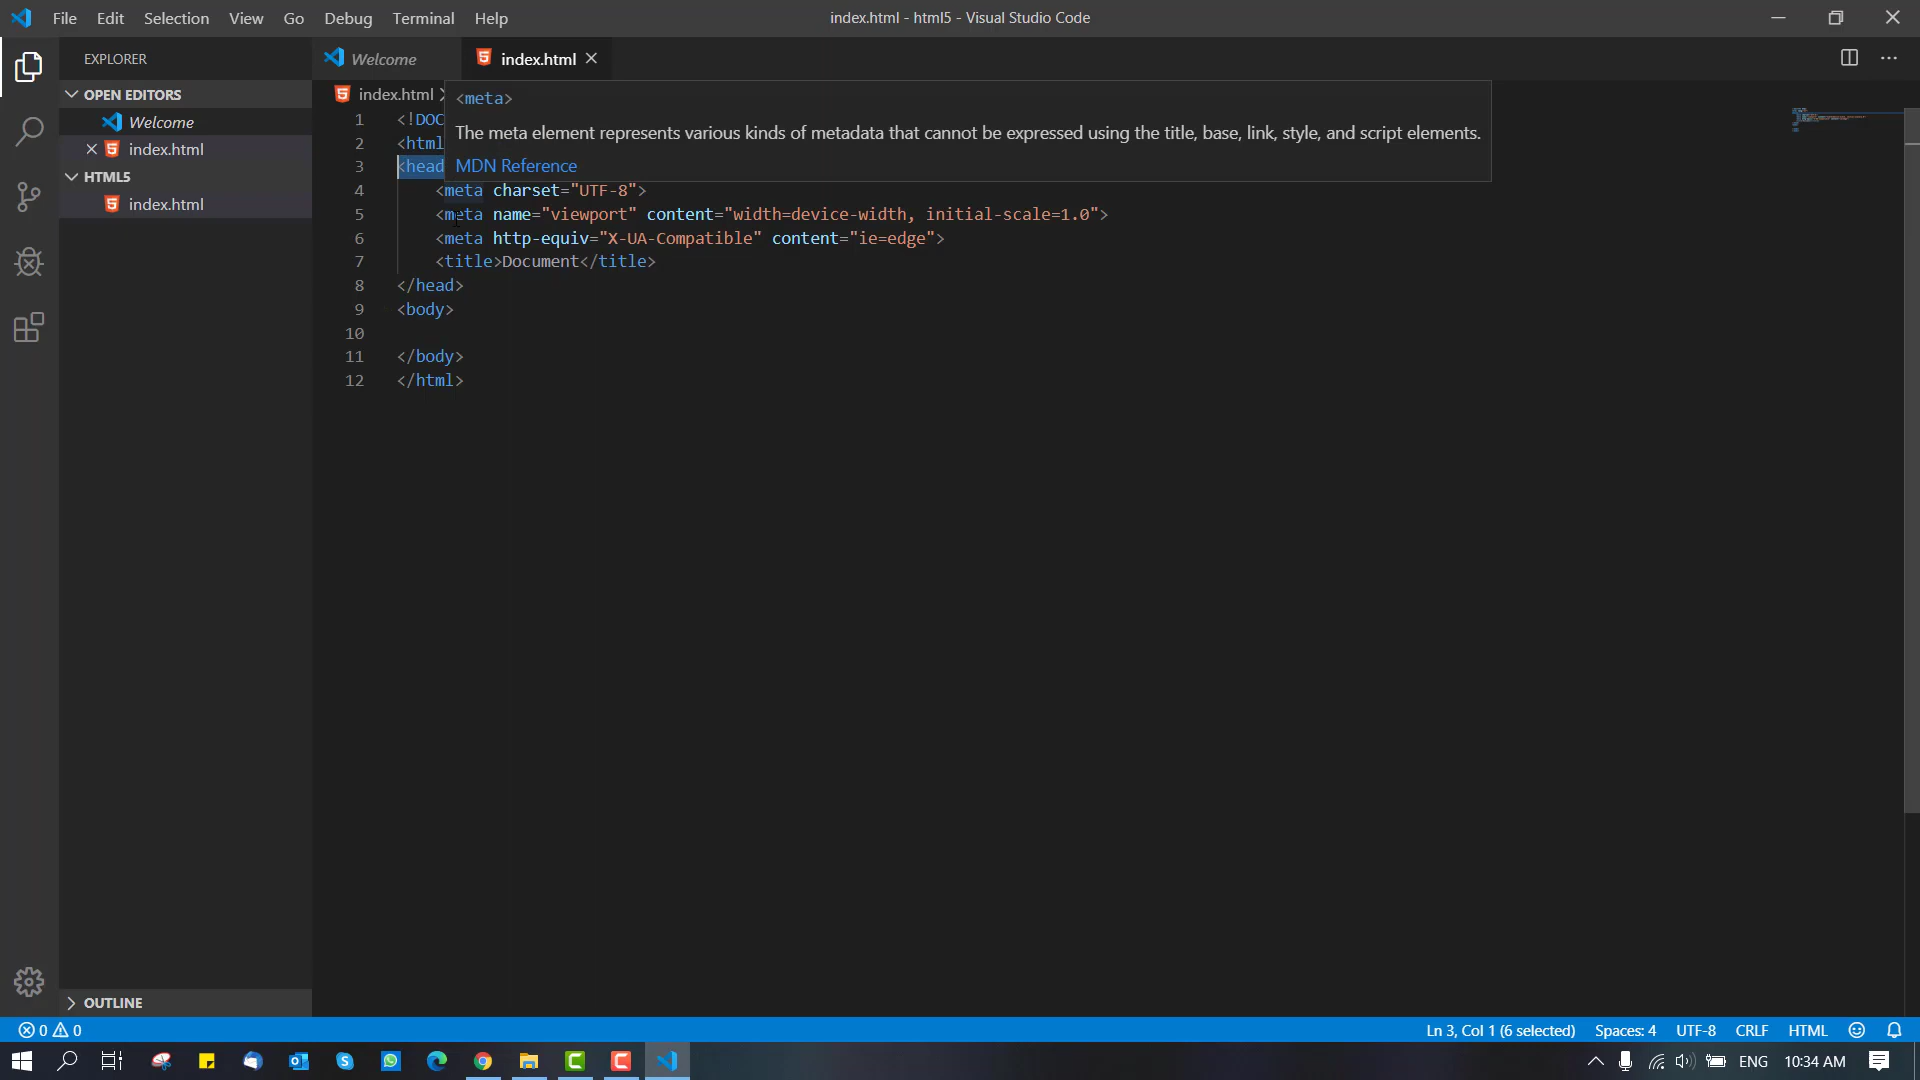 File Edit Selection View Go Debug Terminal Help
index.html - html5 - Visual Studio Code
EXPLORER
OPEN EDITORS
Welcome
index.html
HTML5
index.html
OUTLINE
Welcome
index.html
index.html
<meta>
The meta element represents various kinds of metadata that cannot be expressed using the title, base, link, style, and script elements.
MDN Reference
1 <!DOC
2 <html
3 <head
4 <meta charset="UTF-8">
5 <meta name="viewport" content="width=device-width, initial-scale=1.0">
6 <meta http-equiv="X-UA-Compatible" content="ie=edge">
7 <title>Document</title>
8 </head>
9 <body>
10
11 </body>
12 </html>
0 0
Ln 3, Col 1 (6 selected) Spaces: 4 UTF-8 CRLF HTML
ENG 10:34 AM